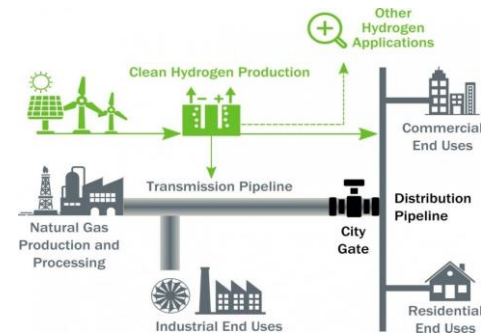 Other
Hydrogen
Applications
Clean Hydrogen Production
− +
Commercial
End Uses
Transmission Pipeline
Distribution
Pipeline
Natural Gas
Production and
Processing
City
Gate
Industrial End Uses
Residential
End Uses